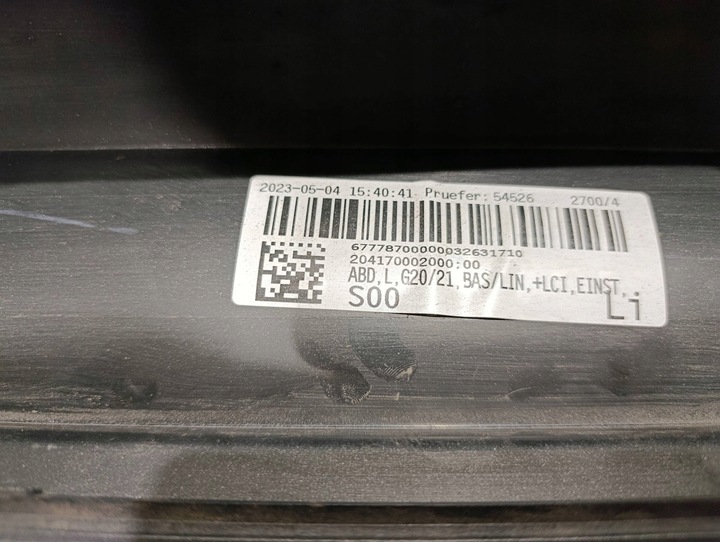 2023-05-04 15:40:41 Pruefer: 54526 2700/4
67778700000032631710
204170002000:00
ABD,L,G20/21,BAS/LIN,+LCI,EINST,
S00 Li